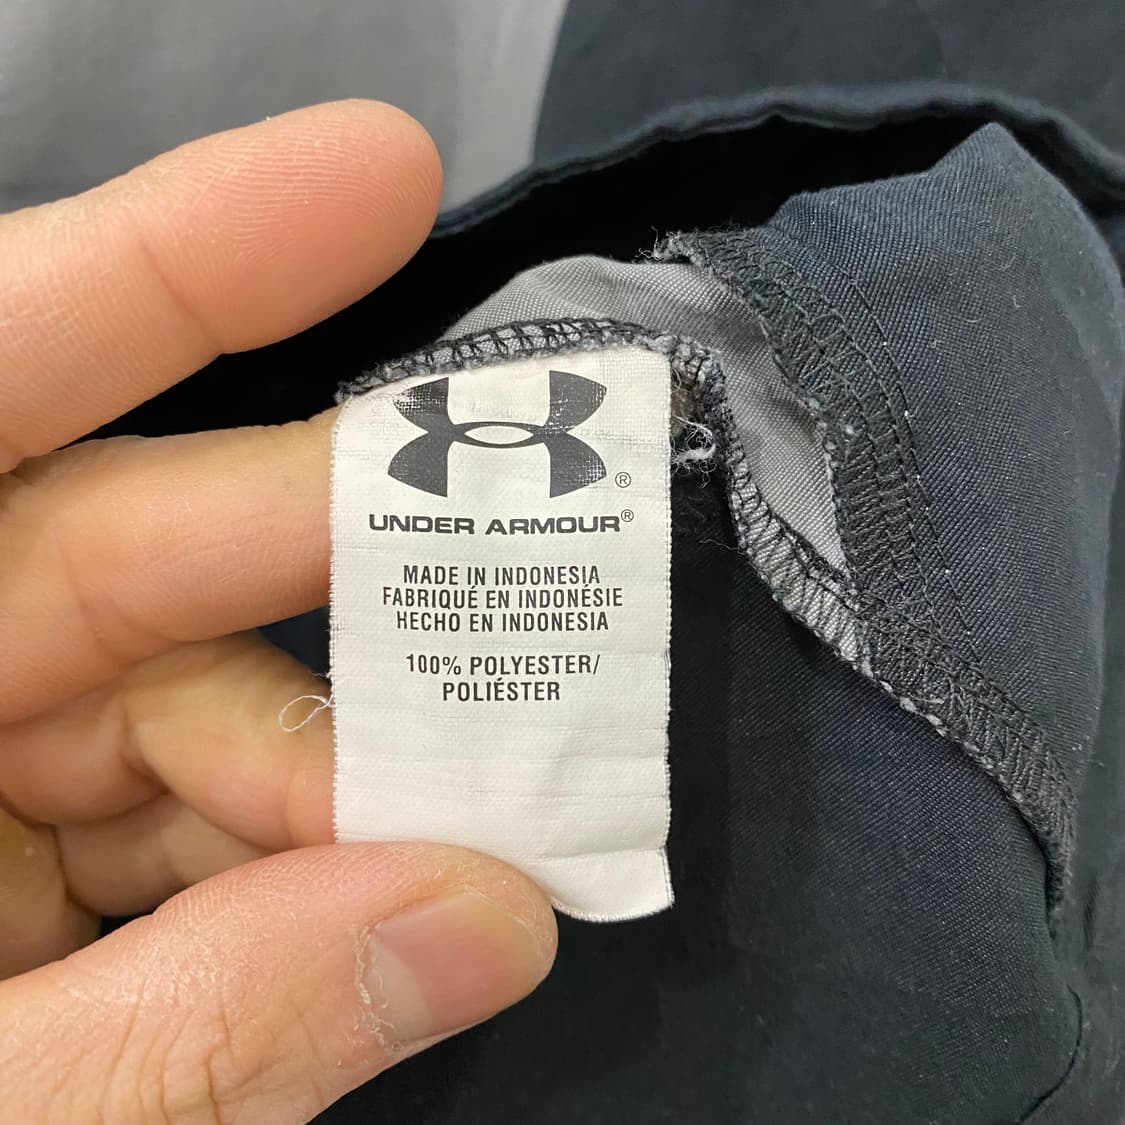 ®
UNDER ARMOUR®
MADE IN INDONESIA
FABRIQUÉ EN INDONÉSIE
HECHO EN INDONESIA
100% POLYESTER/
POLIÉSTER